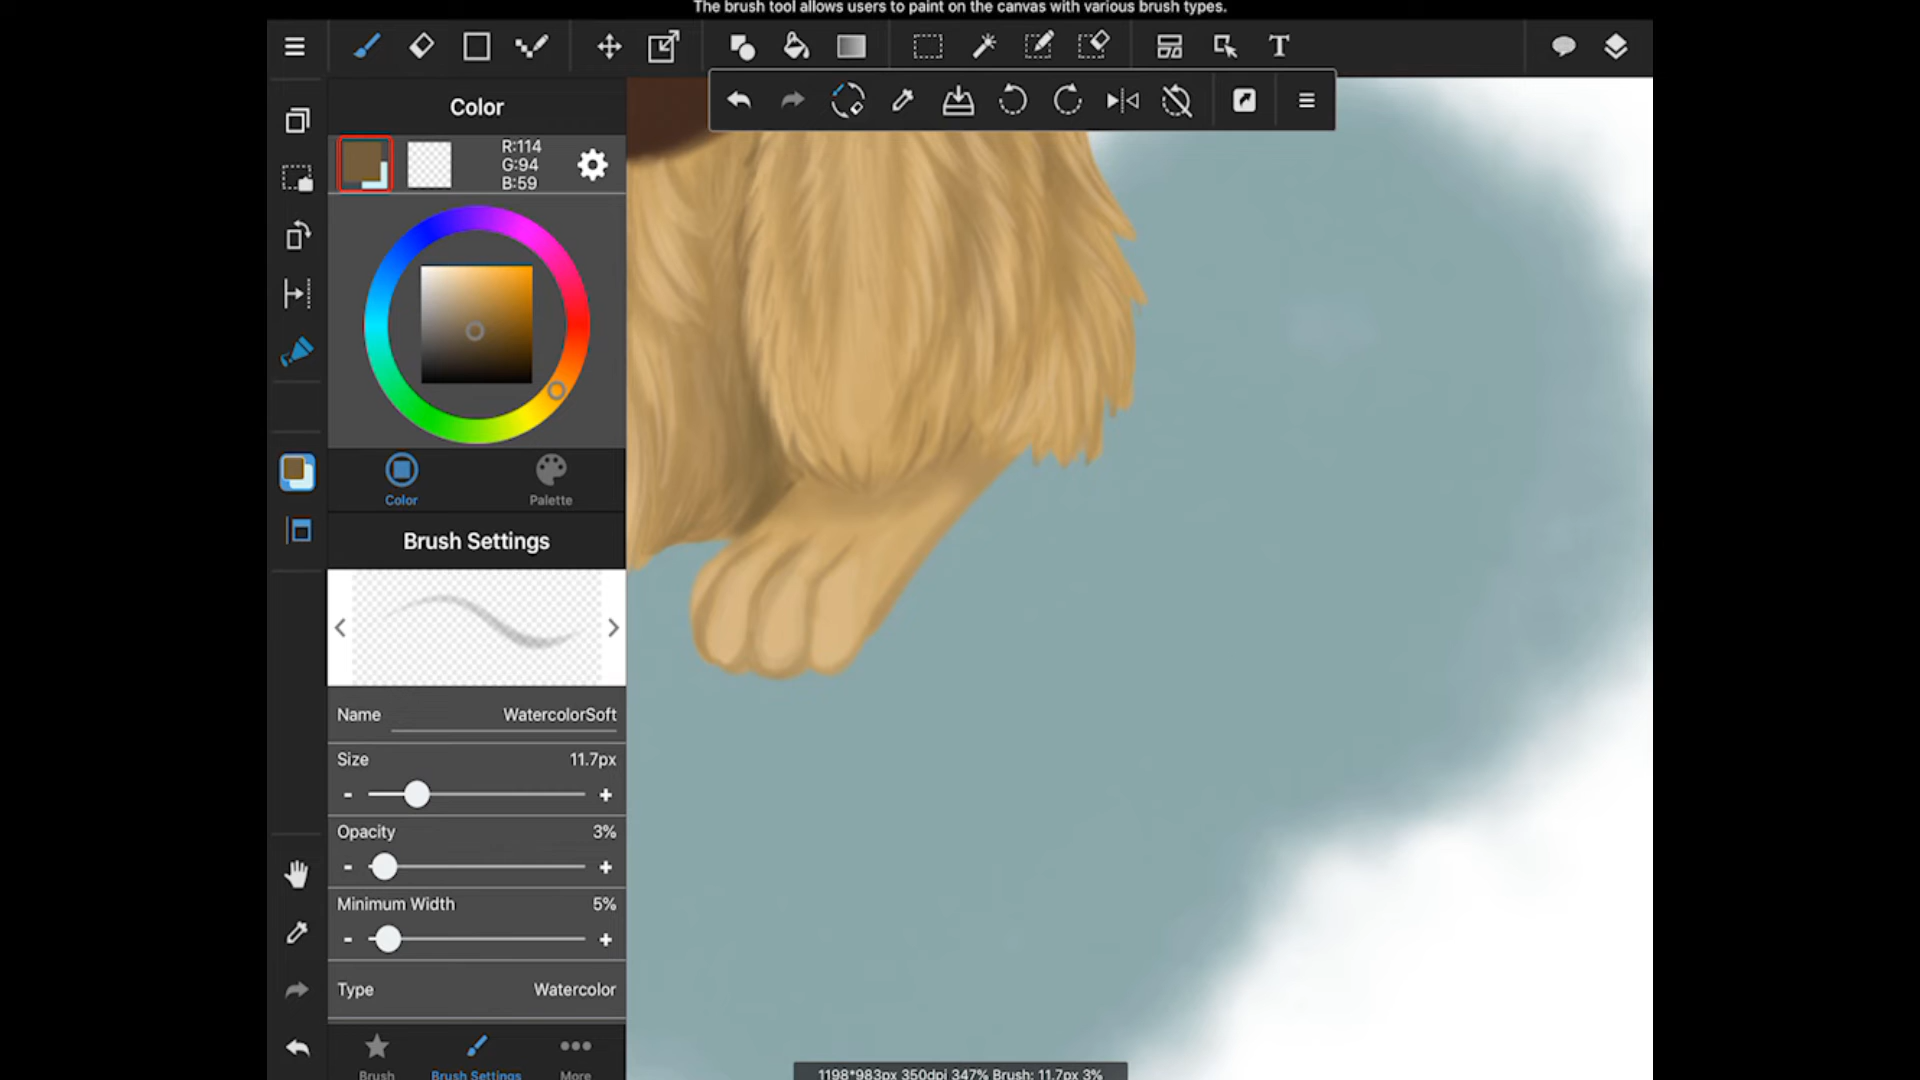 The brush tool allows users to paint on the canvas with various brush types.
T
Color
R:114
G:94
B:59
Color
Palette
Brush Settings
Name WatercolorSoft
Size 11.7px
- +
Opacity 3%
- +
Minimum Width 5%
- +
Type Watercolor
Brush
Brush Settings
More
1198*983px 350dpi 347% Brush: 11.7px 3%